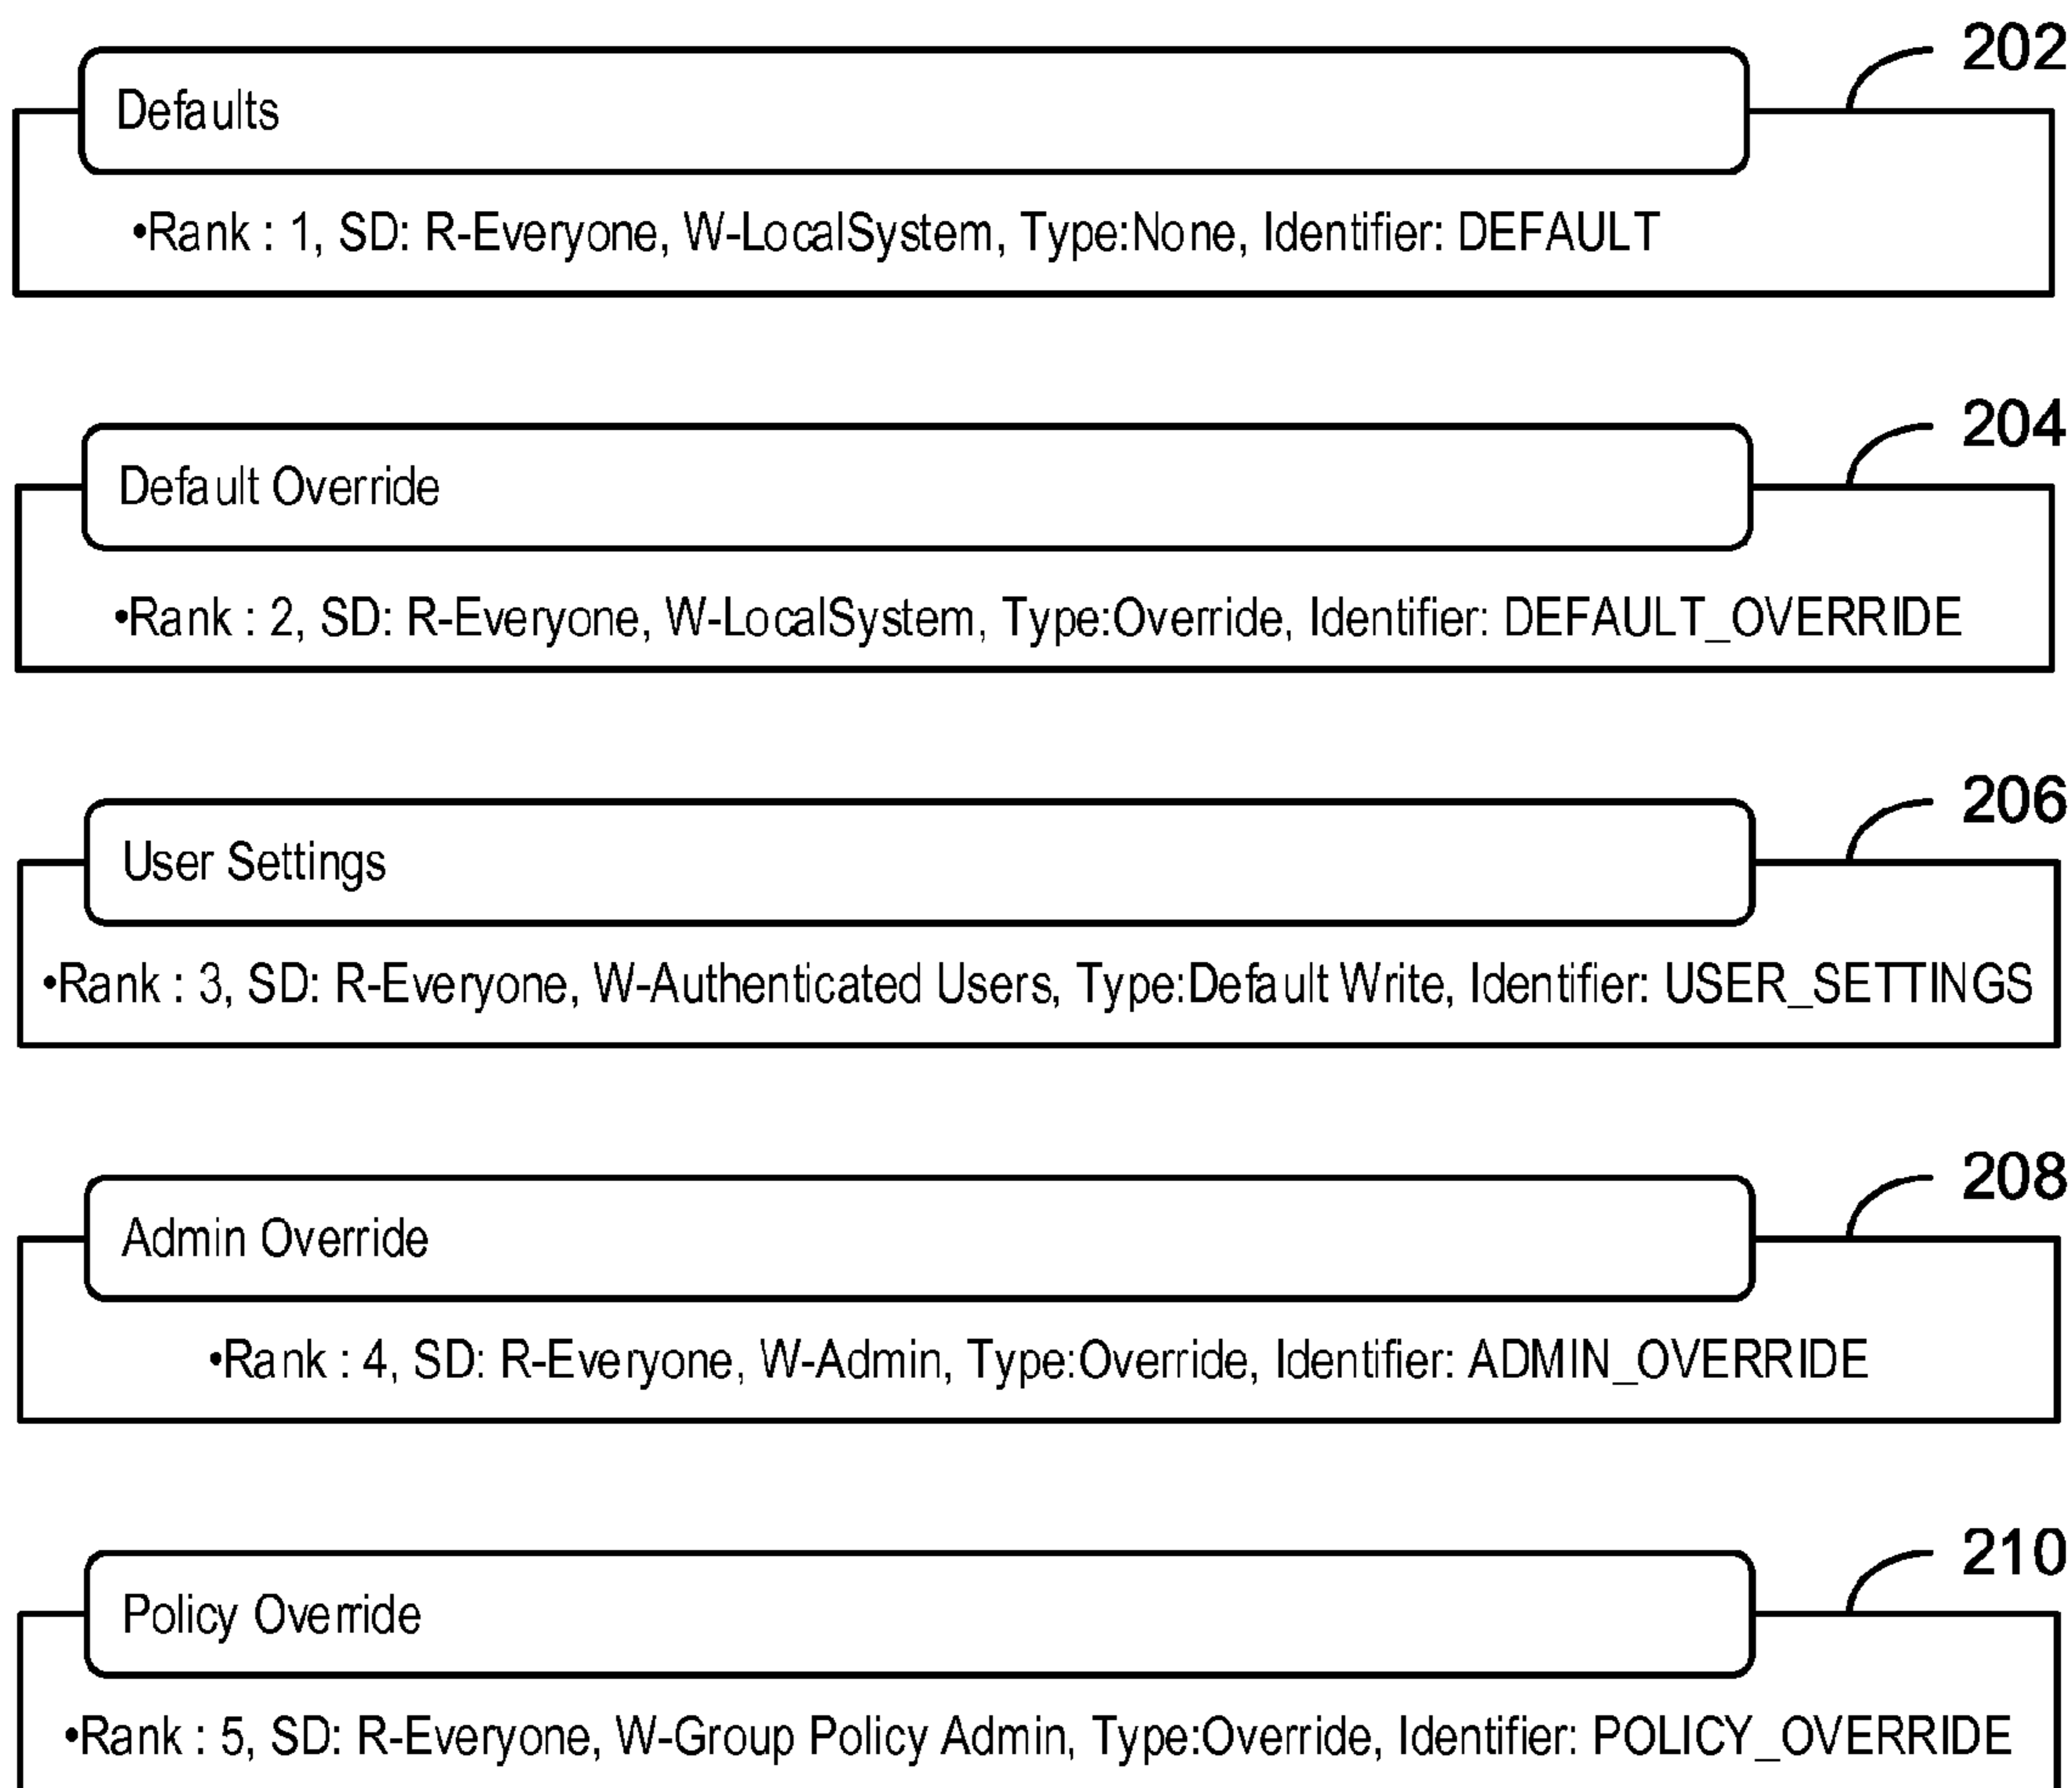 202
Defaults
•Rank : 1, SD: R-Everyone, W-LocalSystem, Type:None, Identifier: DEFAULT
204
Default Override
•Rank : 2, SD: R-Everyone, W-LocalSystem, Type:Override, Identifier: DEFAULT_OVERRIDE
206
User Settings
•Rank : 3, SD: R-Everyone, W-Authenticated Users, Type:Default Write, Identifier: USER_SETTINGS
208
Admin Override
•Rank : 4, SD: R-Everyone, W-Admin, Type:Override, Identifier: ADMIN_OVERRIDE
210
Policy Override
•Rank : 5, SD: R-Everyone, W-Group Policy Admin, Type:Override, Identifier: POLICY_OVERRIDE